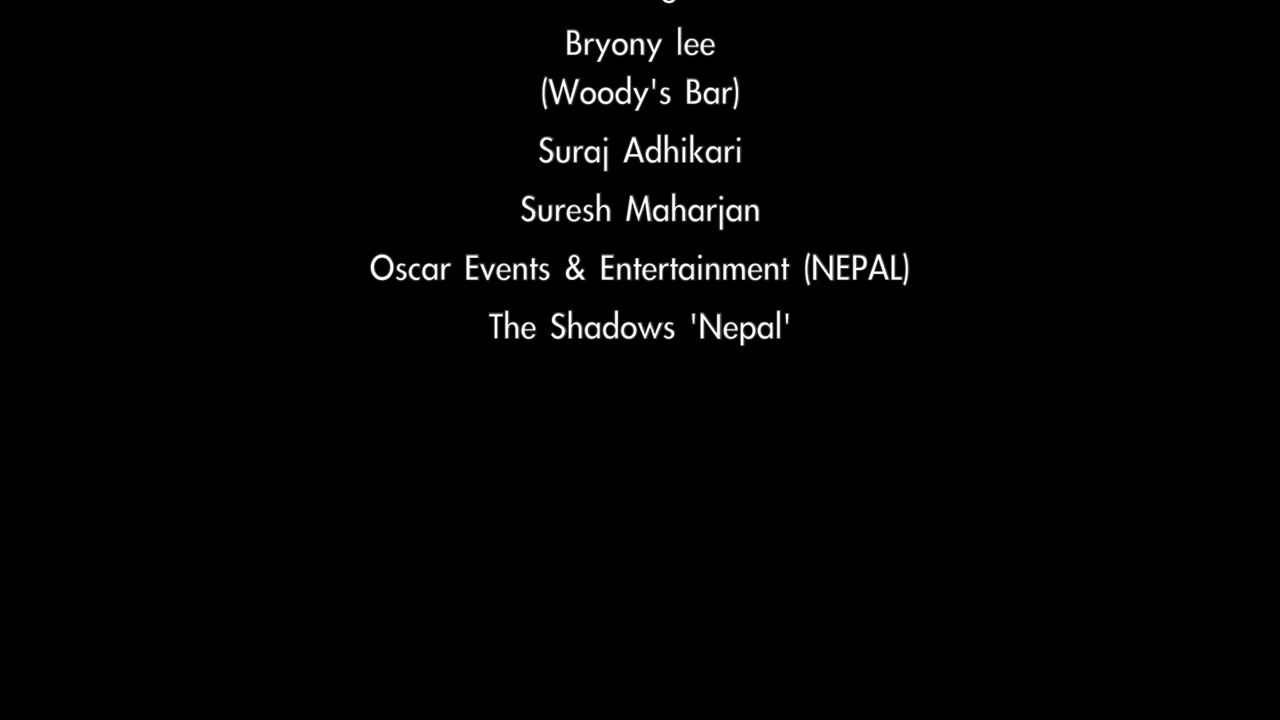 Bryony lee
(Woody's Bar)
Suraj Adhikari
Suresh Maharjan
Oscar Events & Entertainment (NEPAL)
The Shadows 'Nepal'